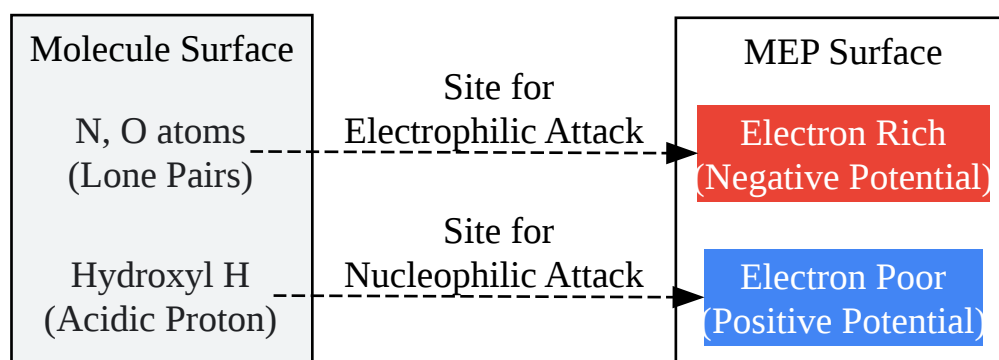 Molecule Surface
N, O atoms
(Lone Pairs)
Hydroxyl H
(Acidic Proton)
Site for
Electrophilic Attack
Site for
Nucleophilic Attack
MEP Surface
Electron Rich
(Negative Potential)
Electron Poor
(Positive Potential)